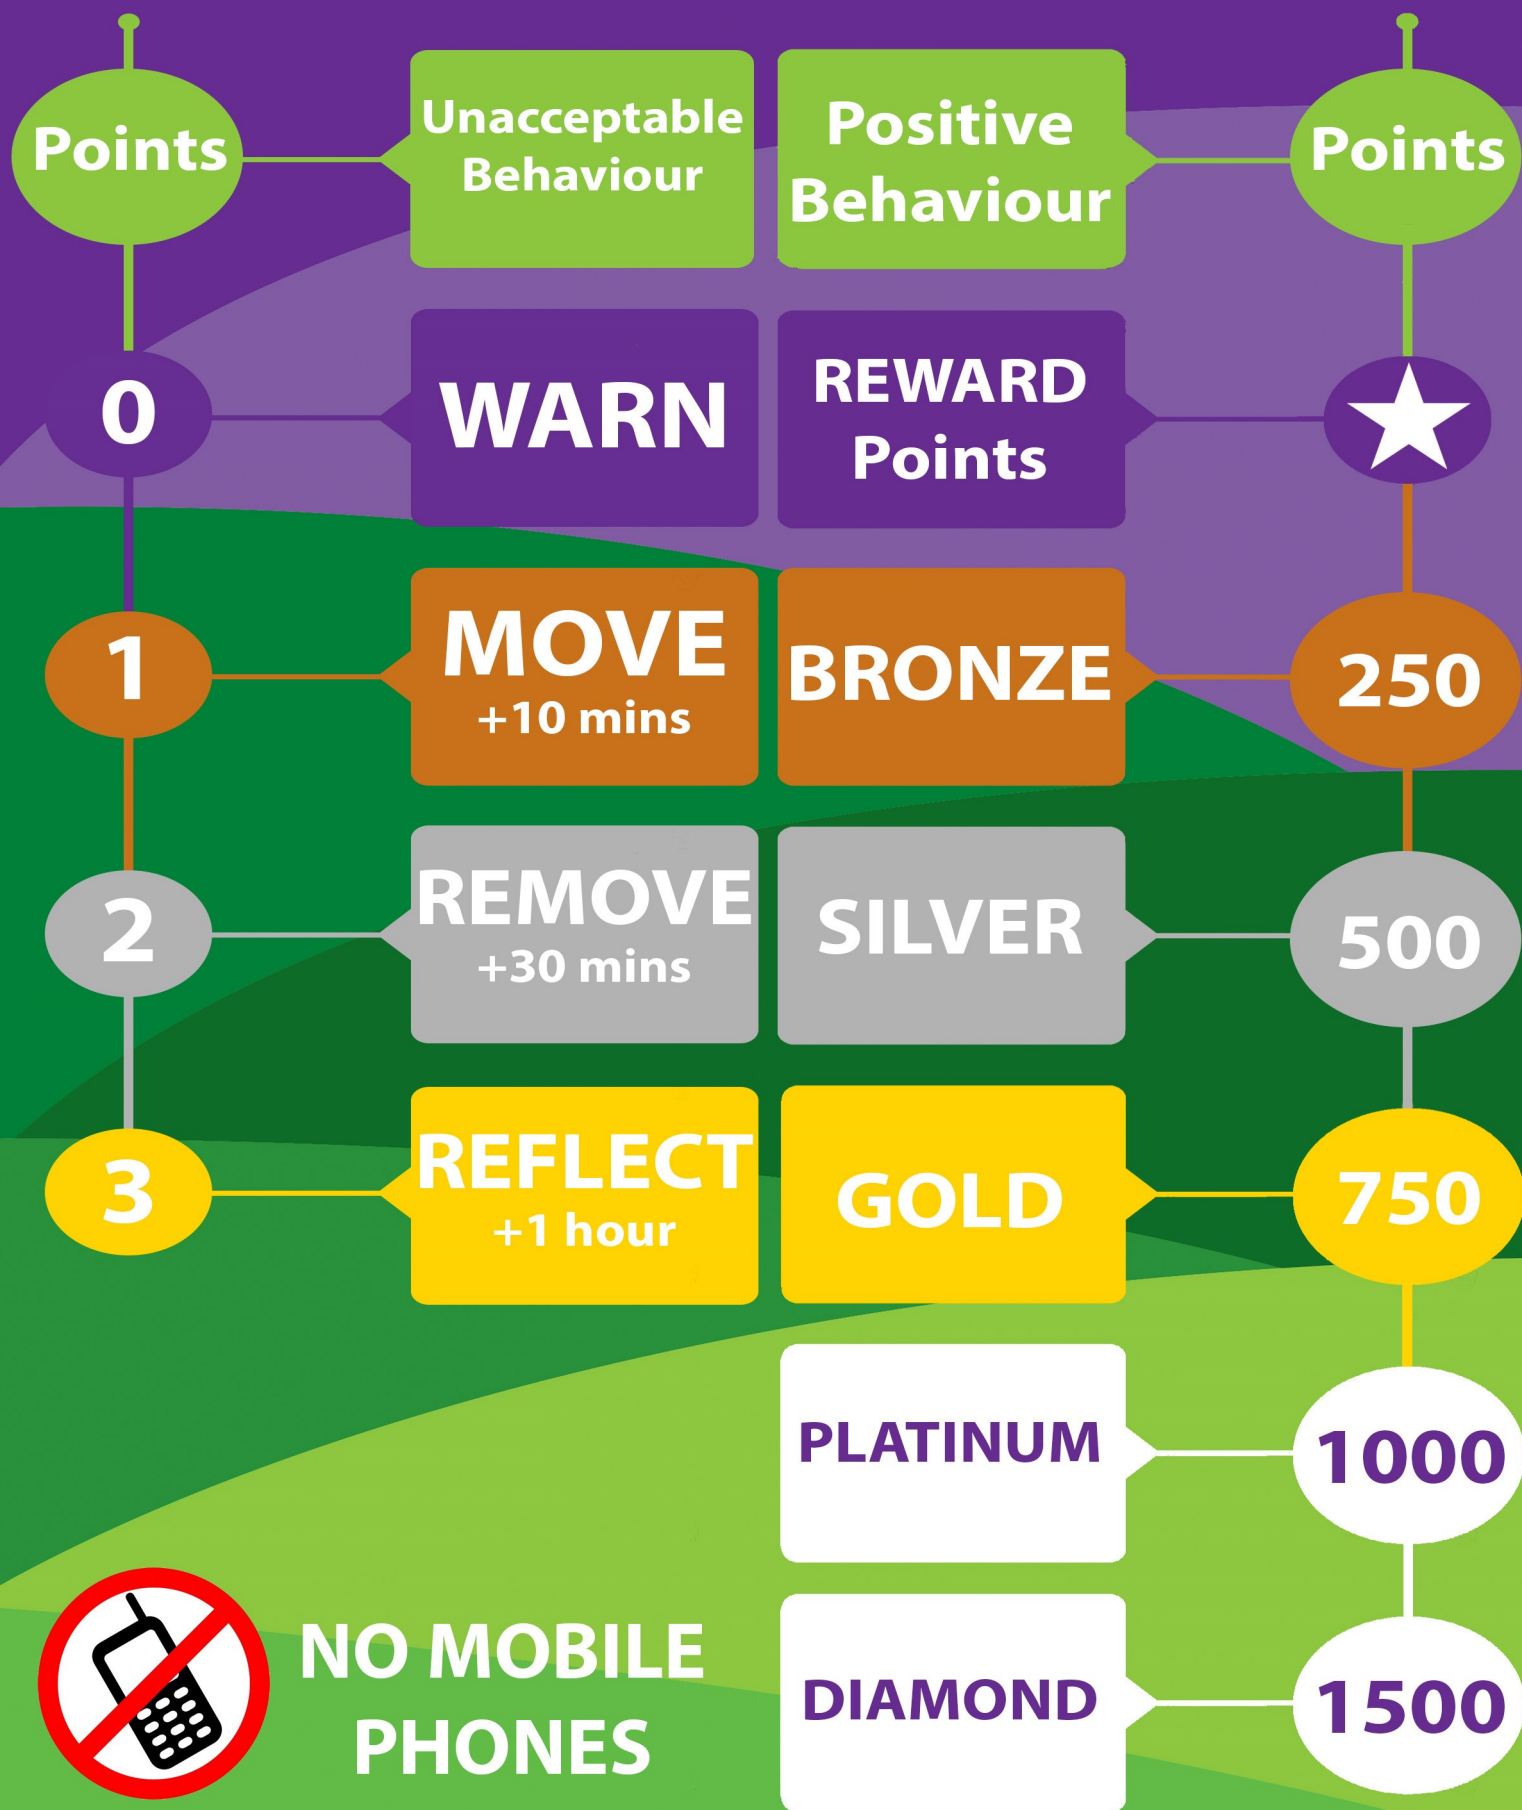 Points
Unacceptable
Behaviour
Positive
Behaviour
Points
0
WARN
REWARD
Points
1
MOVE
+10 mins
BRONZE
250
2
REMOVE
+30 mins
SILVER
500
3
REFLECT
+1 hour
GOLD
750
PLATINUM
1000
NO MOBILE
PHONES
DIAMOND
1500